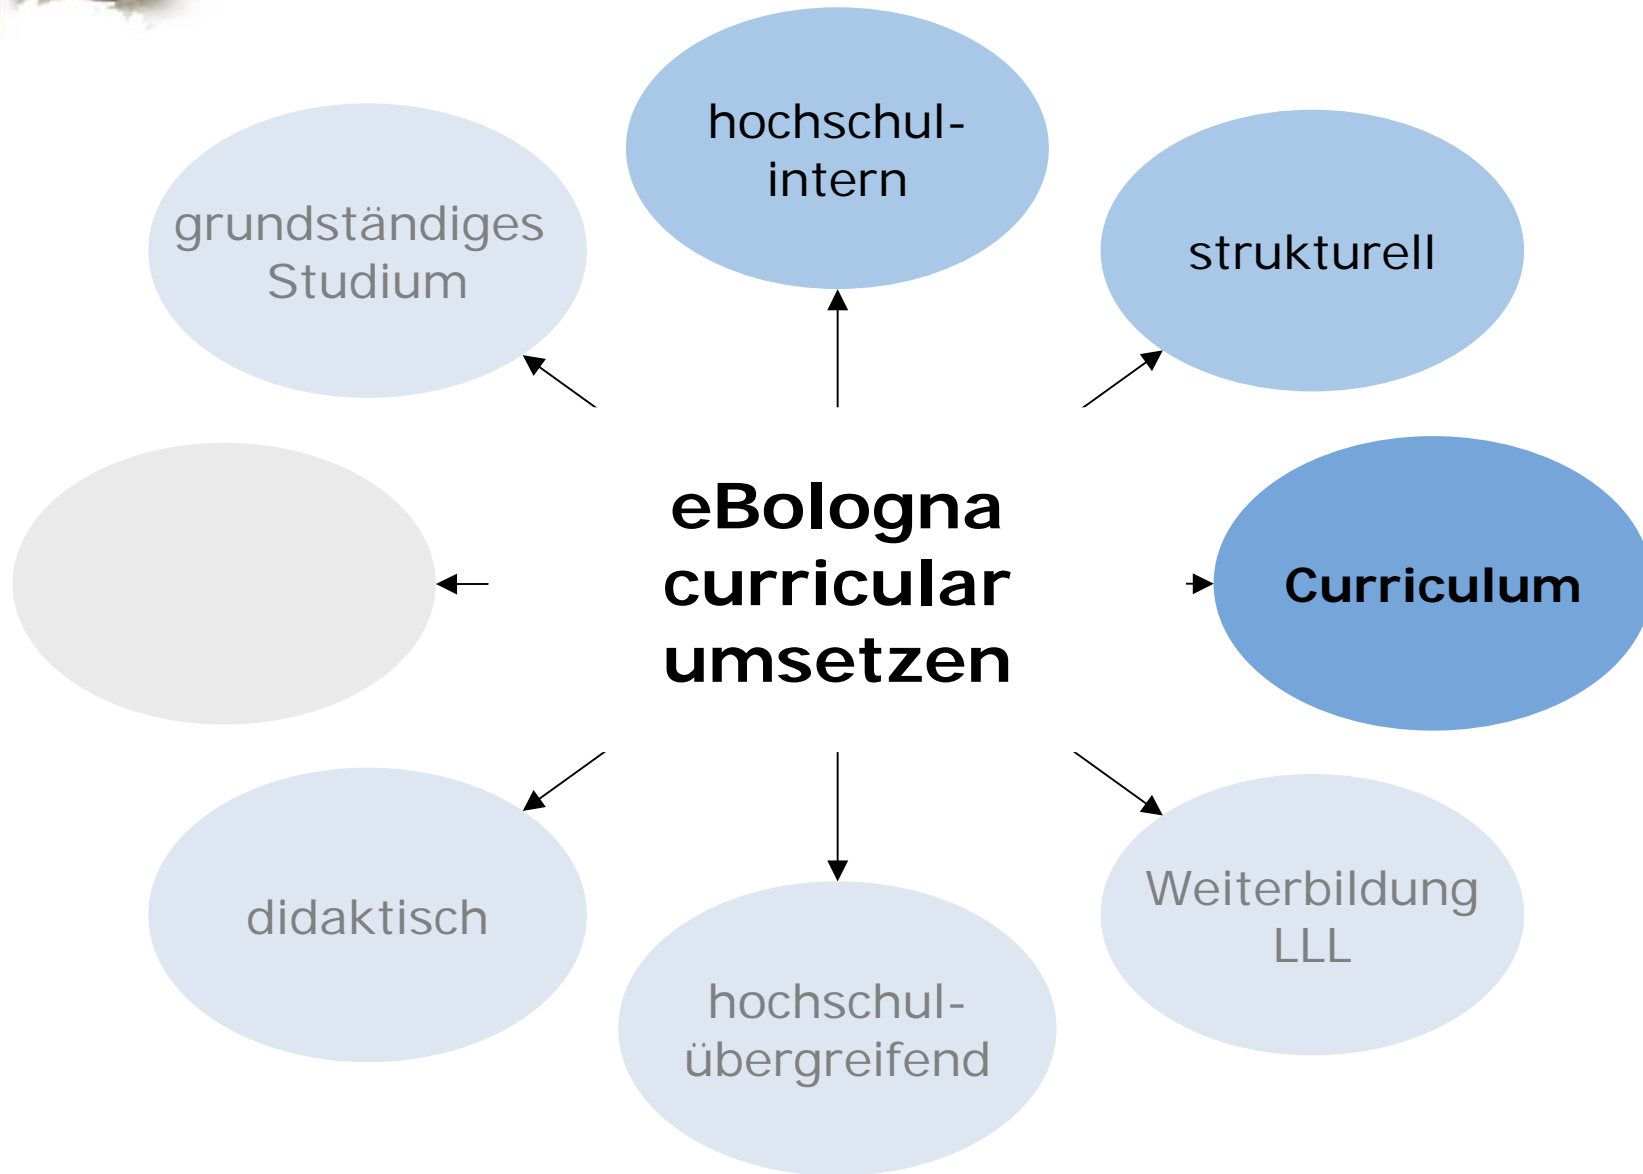 hochschul-
intern
grundständiges
Studium
strukturell
eBologna
curricular
umsetzen
Curriculum
didaktisch
Weiterbildung
LLL
hochschul-
übergreifend